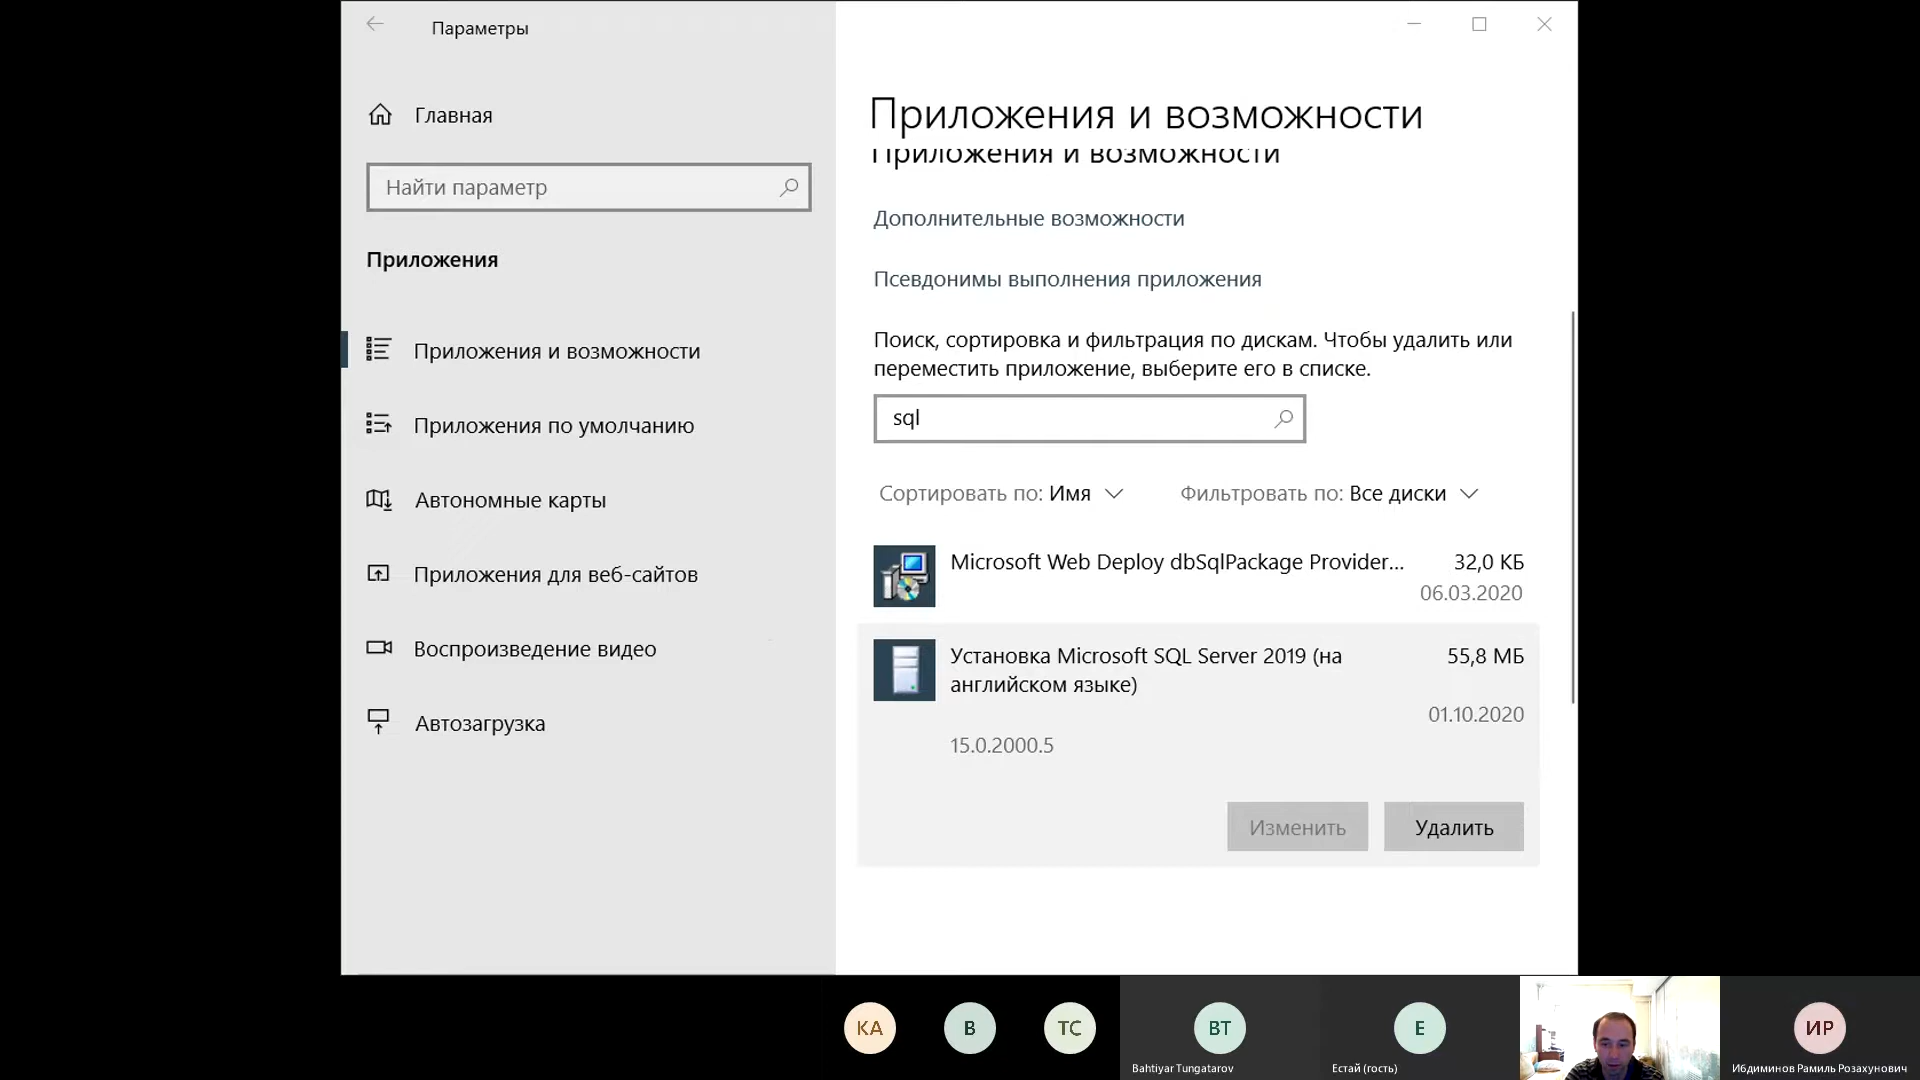 Параметры
Главная
Найти параметр
Приложения
Приложения и возможности
Приложения по умолчанию
Автономные карты
Приложения для веб-сайтов
Воспроизведение видео
Автозагрузка
Приложения и возможности
Приложения и возможности
Дополнительные возможности
Псевдонимы выполнения приложения
Поиск, сортировка и фильтрация по дискам. Чтобы удалить или
переместить приложение, выберите его в списке.
sql
Сортировать по: Имя Фильтровать по: Все диски
Microsoft Web Deploy dbSqlPackage Provider... 32,0 КБ
06.03.2020
Установка Microsoft SQL Server 2019 (на 55,8 МБ
английском языке)
01.10.2020
15.0.2000.5
Изменить Удалить
КА В ТС ВТ Е ИР
Bahtiyar Tungatarov Естай (гость) Ибдиминов Рамиль Розахунович